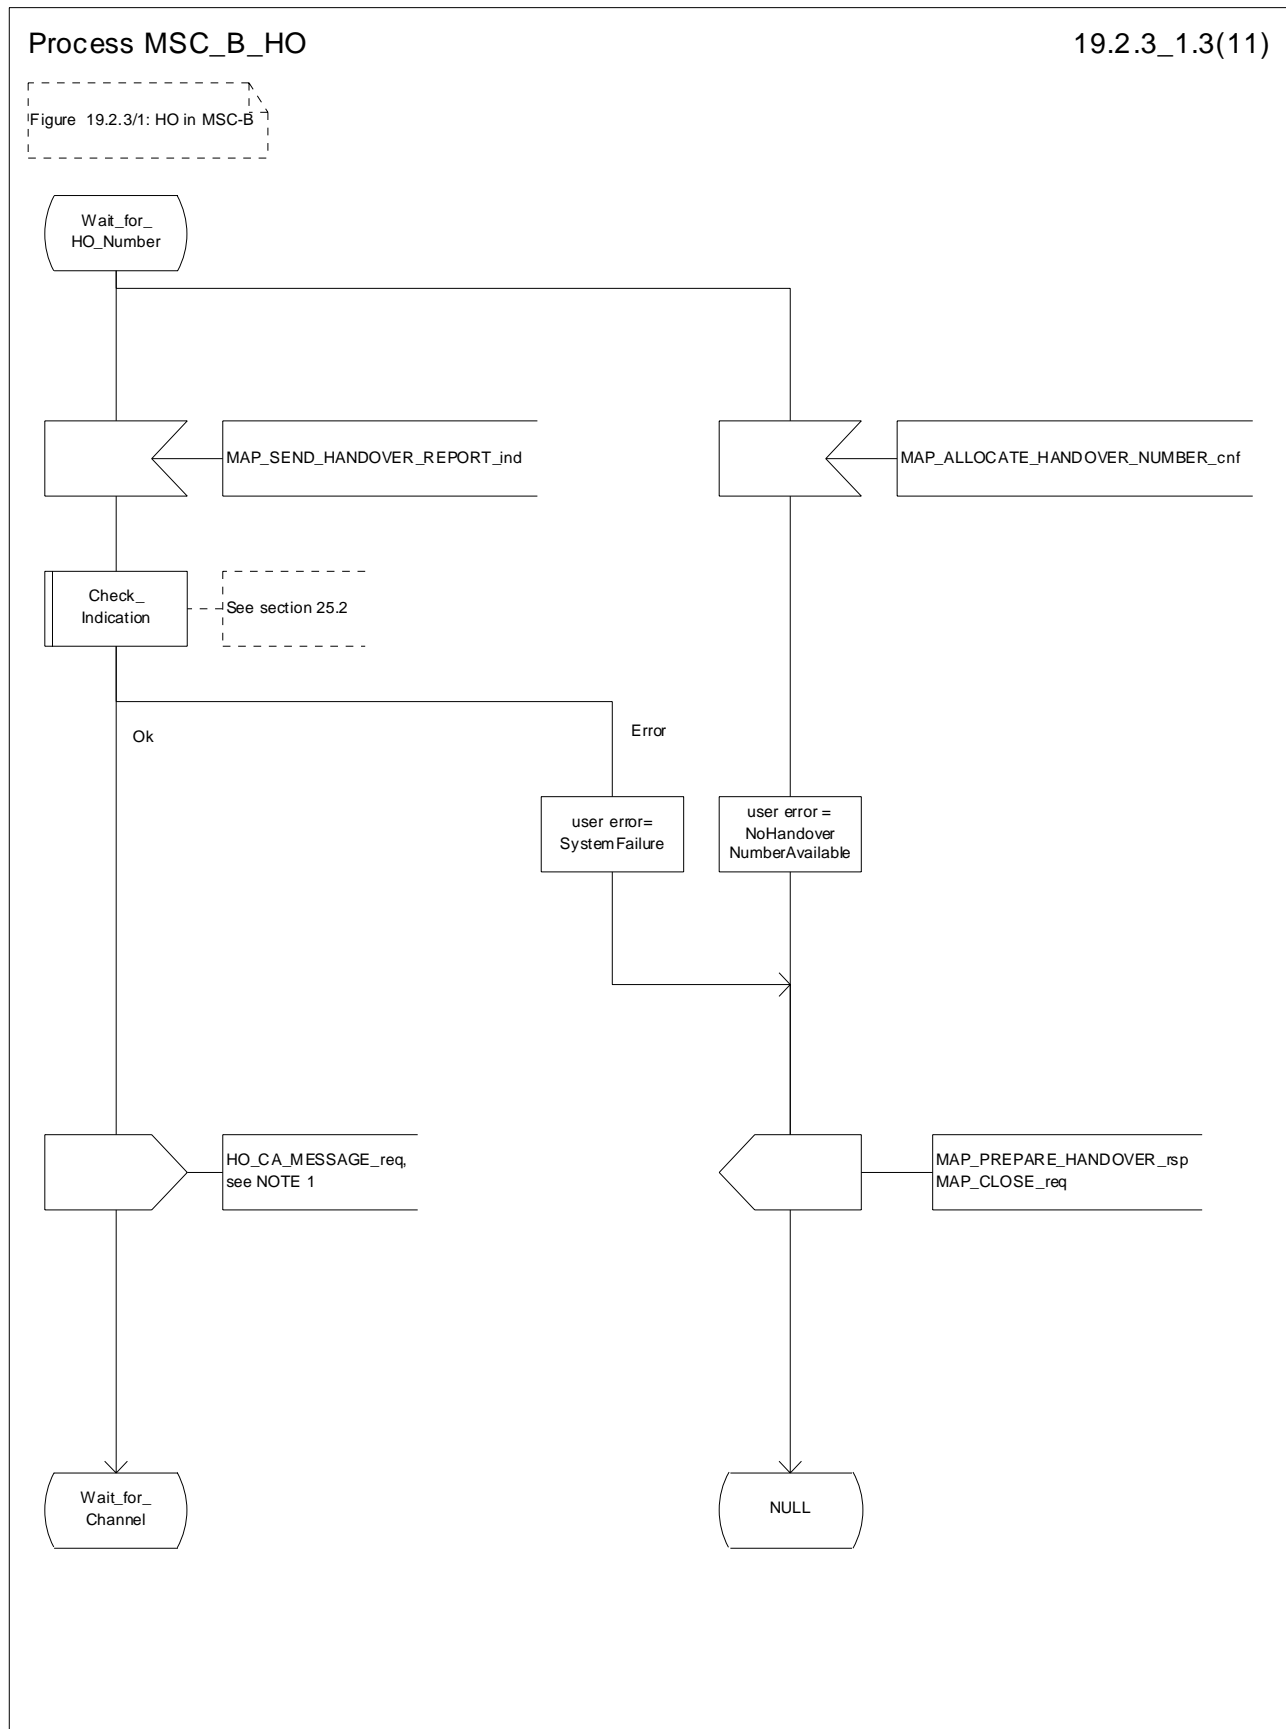 Process MSC_B_HO
19.2.3_1.3(11)
Figure 19.2.3/1: HO in MSC-B
Wait_for_
HO_Number
MAP_SEND_HANDOVER_REPORT_ind
MAP_ALLOCATE_HANDOVER_NUMBER_cnf
Check_
Indication
See section 25.2
Ok
Error
user error=
SystemFailure
user error =
NoHandover
NumberAvailable
HO_CA_MESSAGE_req,
see NOTE 1
MAP_PREPARE_HANDOVER_rsp
MAP_CLOSE_req
Wait_for_
Channel
NULL